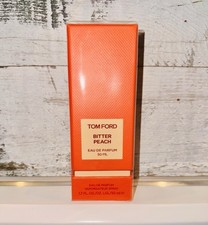 TOM FORD
BITTER
PEACH
EAU DE PARFUM
50 ML
EAU DE PARFUM